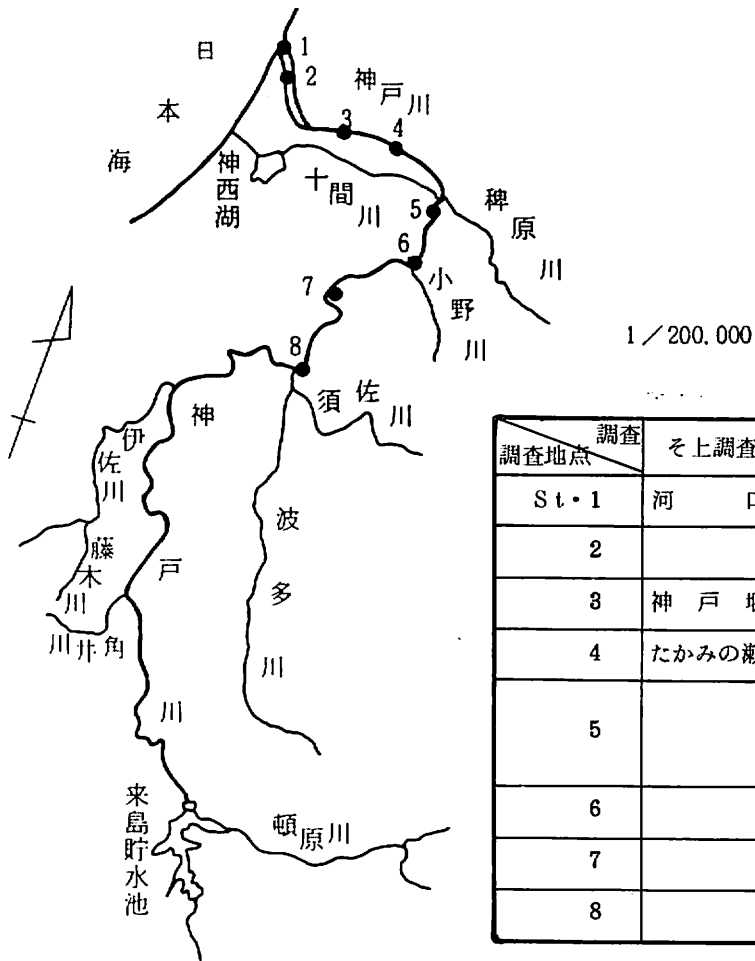 日本海
1
2
神戸川
3
4
神西湖
十間川
5
稗原川
6
小野川
7
8
須佐川
1／200,000
神戸川
伊佐川
波多川
藤木川
角井川
来島貯水池
頓原川
調査
調査地点
そ上調査
St・1
河
2
3
神戸堰
4
たかみの瀬
5
6
7
8